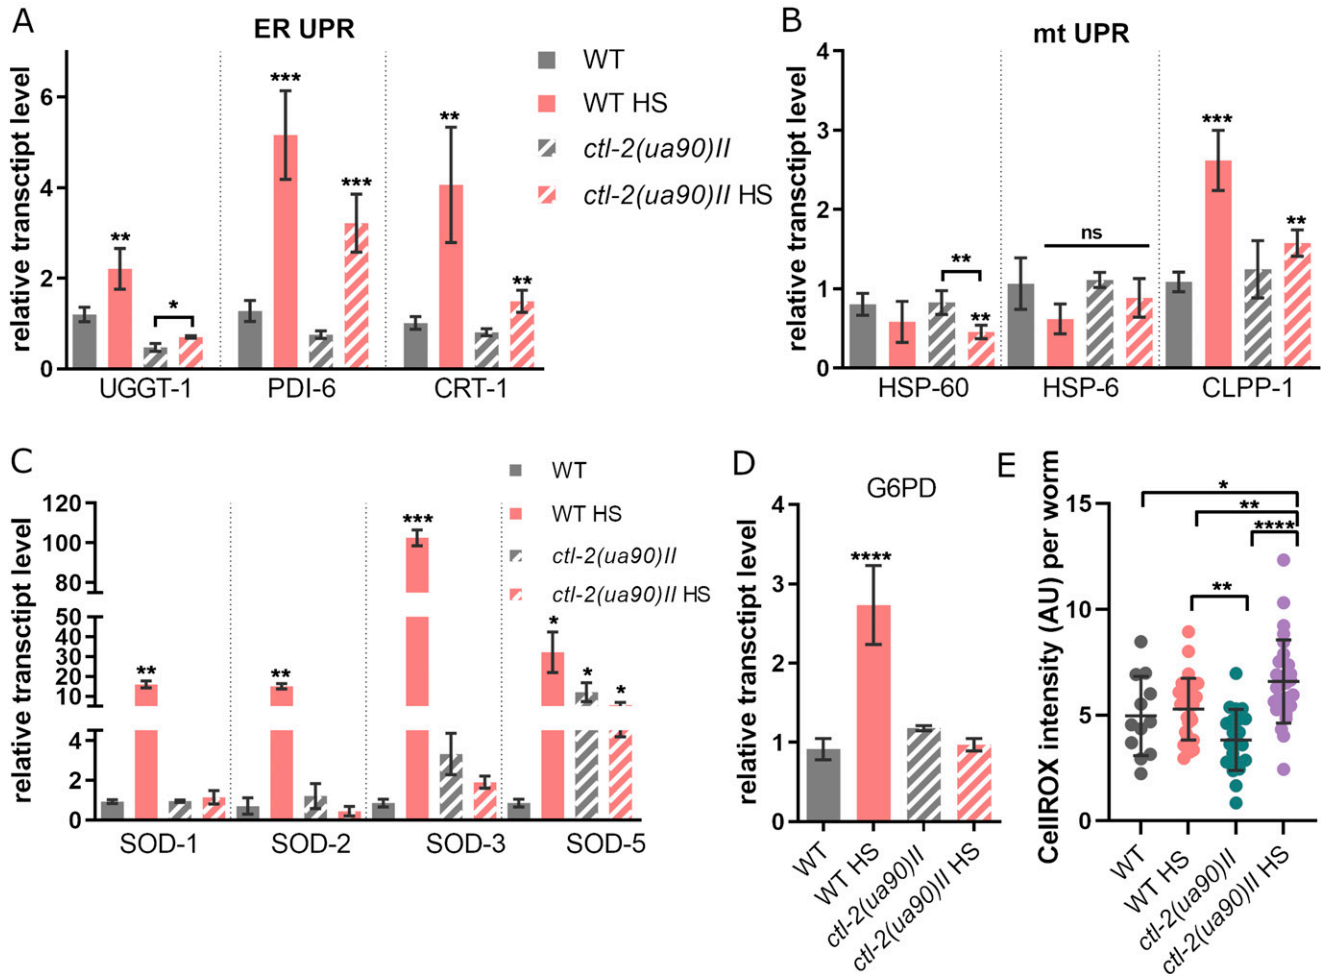 A
ER UPR
relative transctipt level
6
4
2
0
***
**
***
**
*
**
UGGT-1 PDI-6 CRT-1
WT
WT HS
ctl-2(ua90)II
ctl-2(ua90)II HS
B
mt UPR
relative transctipt level
4
3
2
1
0
***
ns
**
**
**
HSP-60 HSP-6 CLPP-1
C
WT
WT HS
ctl-2(ua90)II
ctl-2(ua90)II HS
relative transctipt level
120
100
80
50
40
30
20
10
4
2
0
***
*
**
**
*
*
SOD-1 SOD-2 SOD-3 SOD-5
D
G6PD
relative transctipt level
4
3
2
1
0
****
WT
WT HS
ctl-2(ua90)II
ctl-2(ua90)II HS
E
CellROX intensity (AU) per worm
15
10
5
0
*
**
****
**
WT
WT HS
ctl-2(ua90)II
ctl-2(ua90)II HS